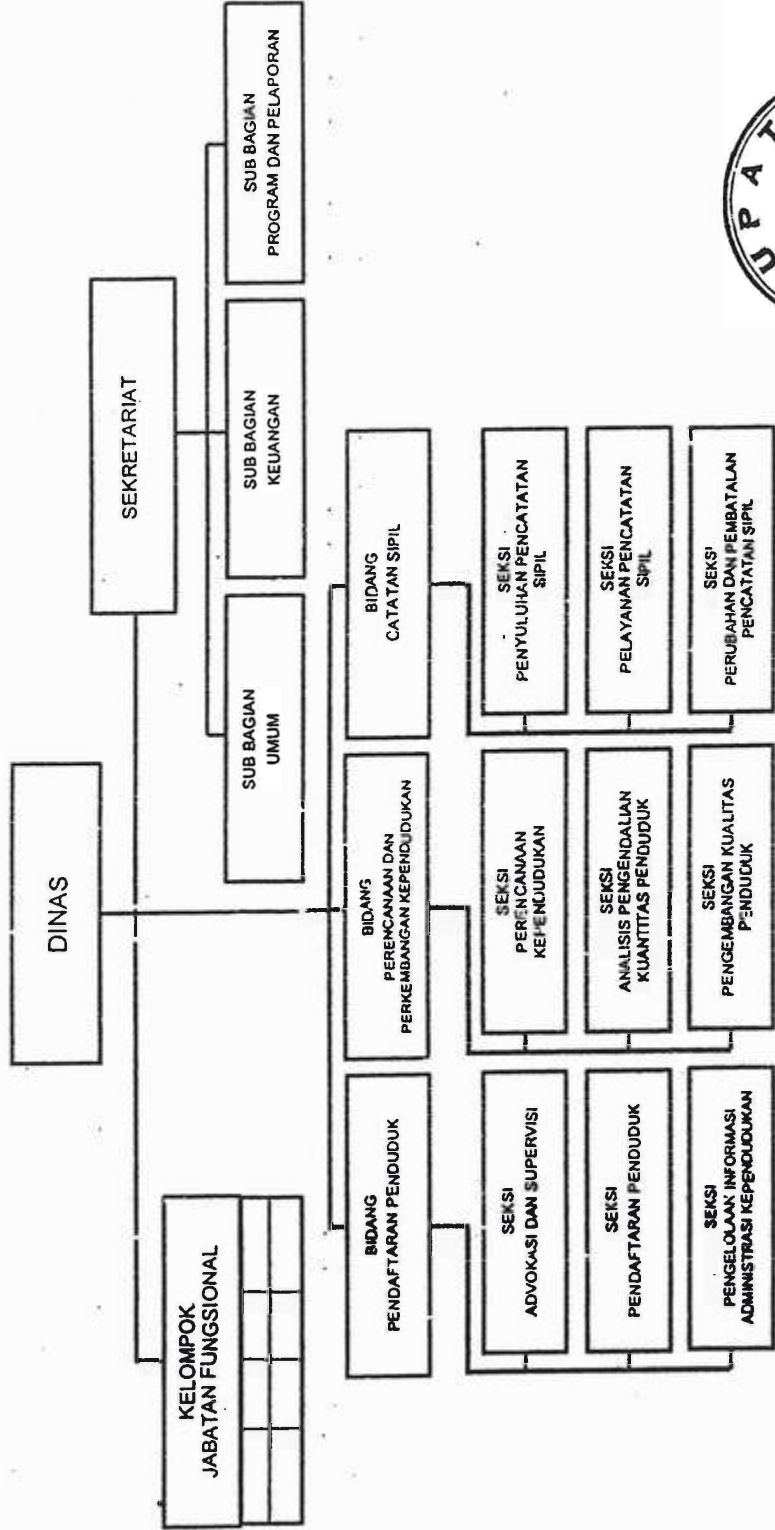 DINAS
KELOMPOK
JABATAN FUNGSIONAL
SEKRETARIAT
SUB BAGIAN
UMUM
SUB BAGIAN
KEUANGAN
SUB BAGIAN
PROGRAM DAN PELAPORAN
BIDANG
PENDAFTARAN PENDUDUK
BIDANG
PERENCANAAN DAN
PERKEMBANGAN KEPENDUDUKAN
BIDANG
CATATAN SIPIL
SEKSI
ADVOKASI DAN SUPERVISI
SEKSI
PENDAFTARAN PENDUDUK
SEKSI
PENGELOLAAK INFORMASI
ADMINISTRASI KEPENDUDUKAN
SEKSI
PERENCANAAN
KEPENDUDUKAN
SEKSI
ANALISIS PENGENDALIAN
KUANTITAS PENDUDUK
SEKSI
PENGEMBANGAN KUALITAS
PENDUDUK
SEKSI
PENYULUHAN PENCATATAN
SIPIL
SEKSI
PELAYANAN PENCATATAN
SIPIL
SEKSI
PERUBAHAN DAN PEMBATALAN
PENCATATAN SIPIL
UPAT